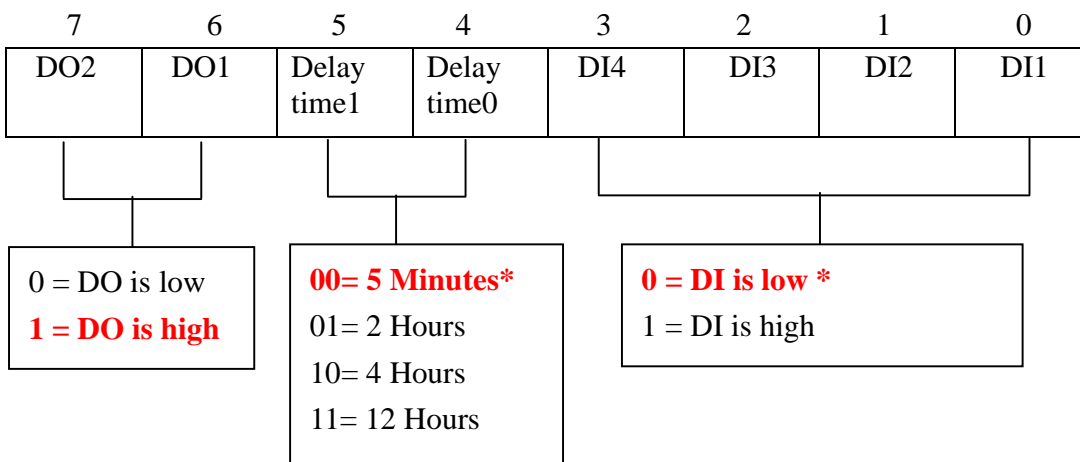 7 6 5 4 3 2 1 0
DO2 DO1 Delay Delay DI4 DI3 DI2 DI1
time1 time0
0 = DO is low
1 = DO is high
00= 5 Minutes*
01= 2 Hours
10= 4 Hours
11= 12 Hours
0 = DI is low *
1 = DI is high